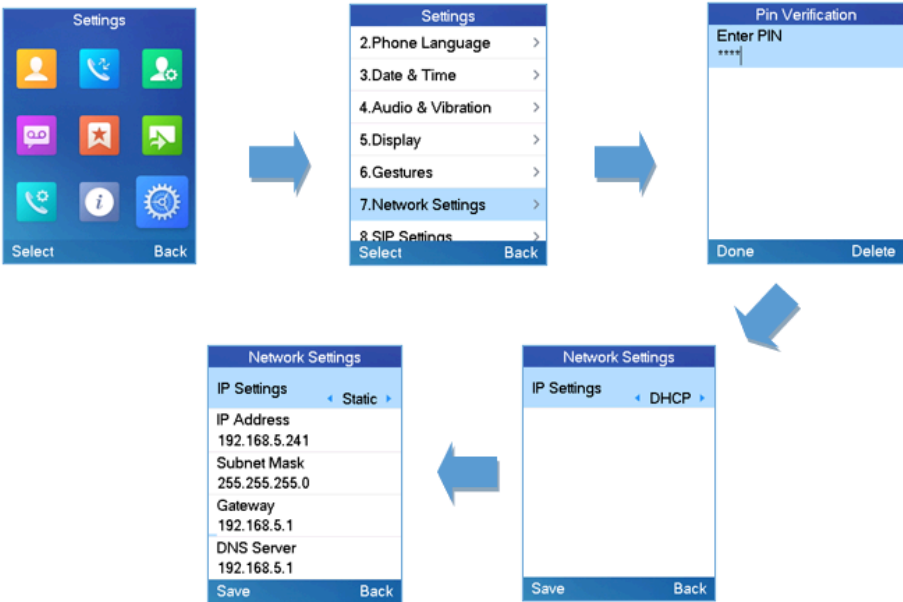 Settings
Select Back
Settings
2.Phone Language
3.Date & Time
4.Audio & Vibration
5.Display
6.Gestures
7.Network Settings
8.SIP Settings
Select Back
Pin Verification
Enter PIN
****
Done Delete
Network Settings
IP Settings
Static
IP Address
192.168.5.241
Subnet Mask
255.255.255.0
Gateway
192.168.5.1
DNS Server
192.168.5.1
Save Back
Network Settings
IP Settings
DHCP
Save Back